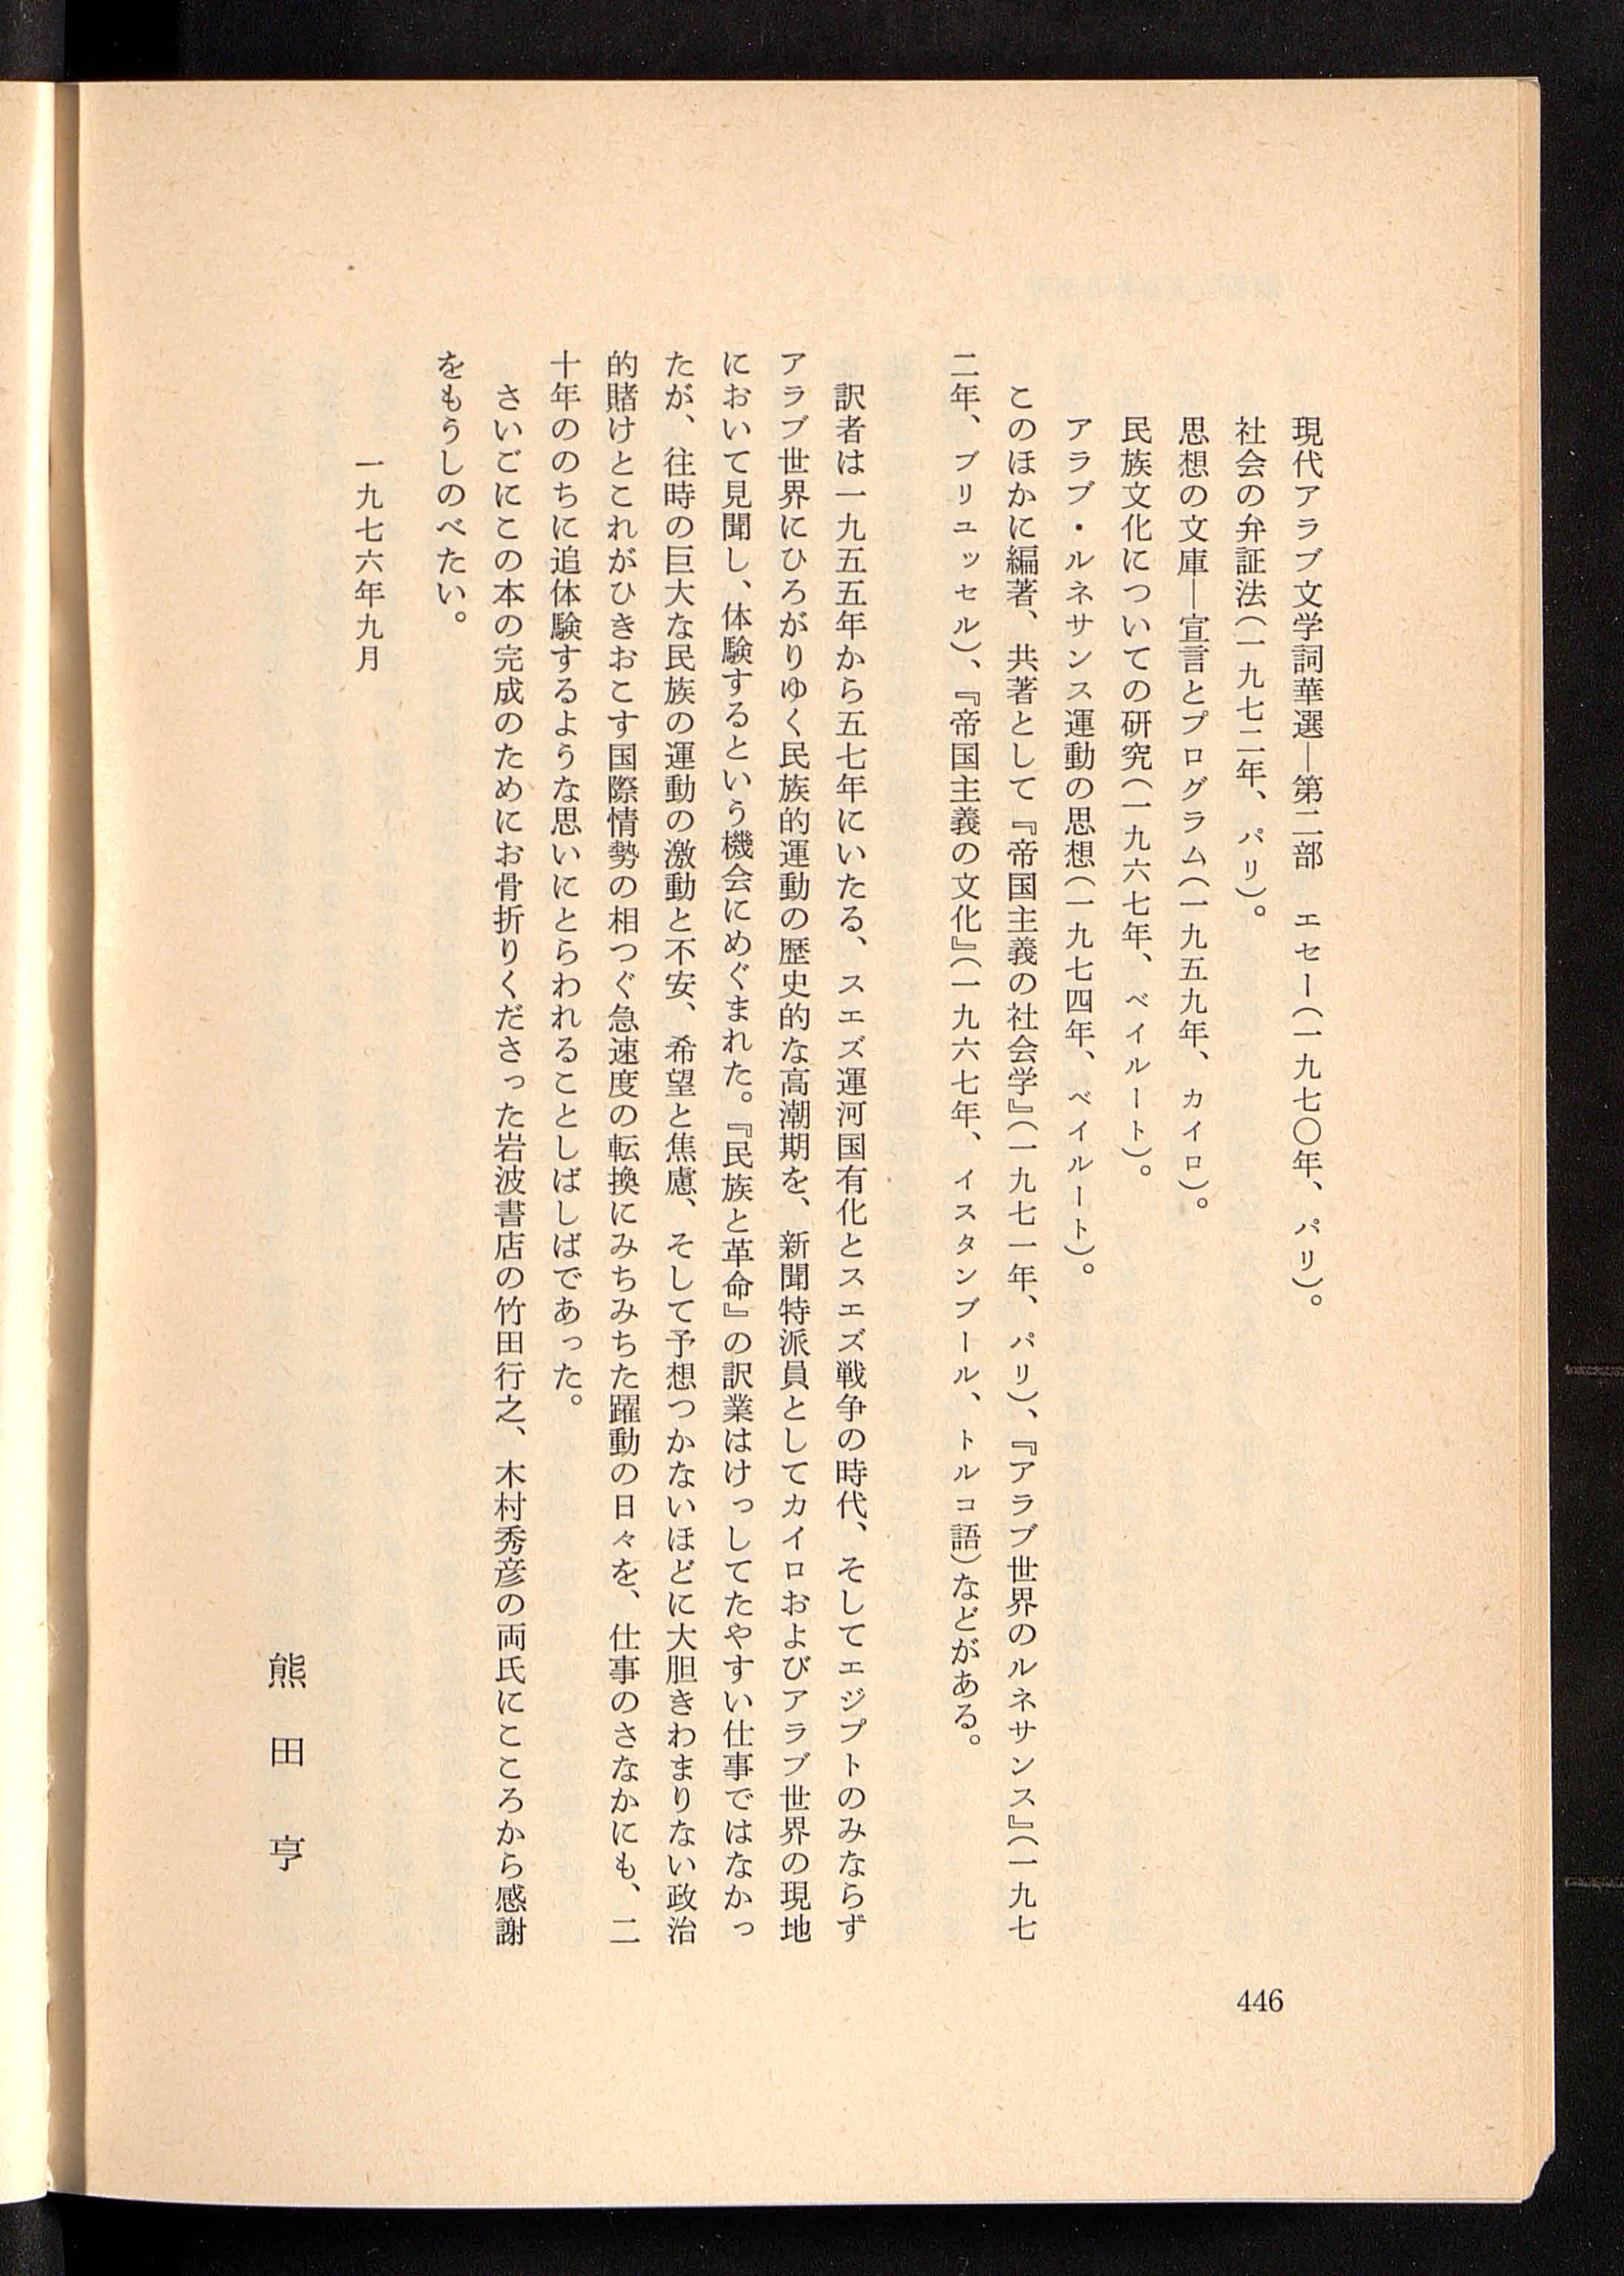 現代アラブ文学詞華選―第二部　エセー(一九七〇年、パリ)。
社会の弁証法(一九七二年、パリ)。
思想の文庫―宣言とプログラム(一九五九年、カイロ)。
民族文化についての研究(一九六七年、ベイルート)。
アラブ・ルネサンス運動の思想(一九七四年、ベイルート)。
このほかに編著、共著として『帝国主義の社会学』(一九七一年、パリ)、『アラブ世界のルネサンス』(一九七
二年、ブリュッセル)、『帝国主義の文化』(一九六七年、イスタンブール、トルコ語)などがある。
訳者は一九五五年から五七年にいたる、スエズ運河国有化とスエズ戦争の時代、そしてエジプトのみならず
アラブ世界にひろがりゆく民族的運動の歴史的な高潮期を、新聞特派員としてカイロおよびアラブ世界の現地
において見聞し、体験するという機会にめぐまれた。『民族と革命』の訳業はけっしてたやすい仕事ではなかっ
たが、往時の巨大な民族の運動の激動と不安、希望と焦慮、そして予想つかないほどに大胆きわまりない政治
的賭けとこれがひきおこす国際情勢の相つぐ急速度の転換にみちみちた躍動の日々を、仕事のさなかにも、二
十年ののちに追体験するような思いにとらわれることしばしばであった。
さいごにこの本の完成のためにお骨折りくださった岩波書店の竹田行之、木村秀彦の両氏にこころから感謝
をもうしのべたい。
一九七六年九月
熊田亨
446